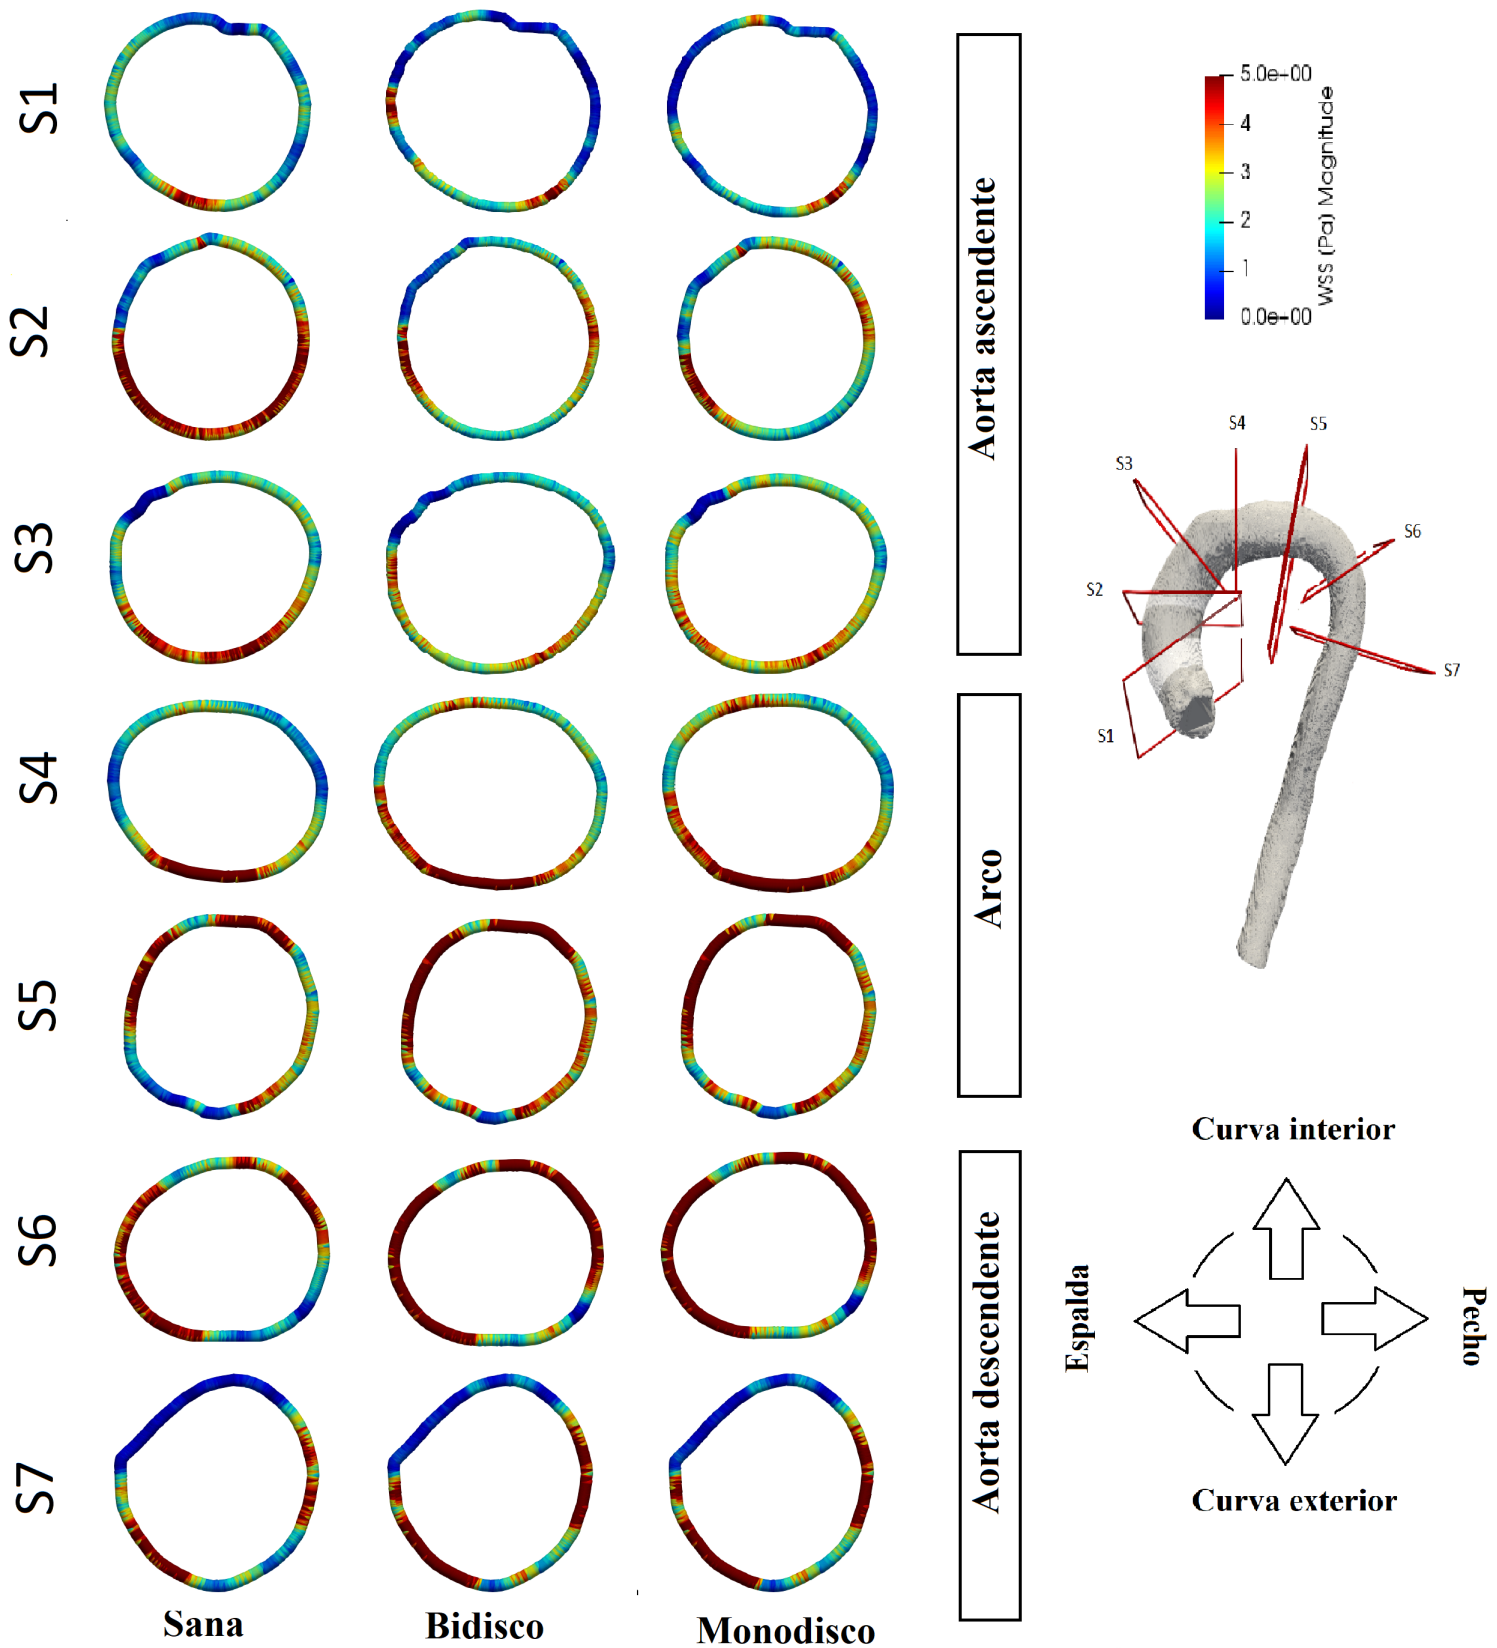 S1
S2
S3
S4
S5
S6
S7
Sana
Bidisco
Monodisco
Aorta ascendente
Arco
Aorta descendente
5.0e+00
4
3
2
1
0.0e+00
WSS (Pa) Magnitude
S4
S5
S3
S6
S2
S7
S1
Curva interior
Espalda
Pecho
Curva exterior